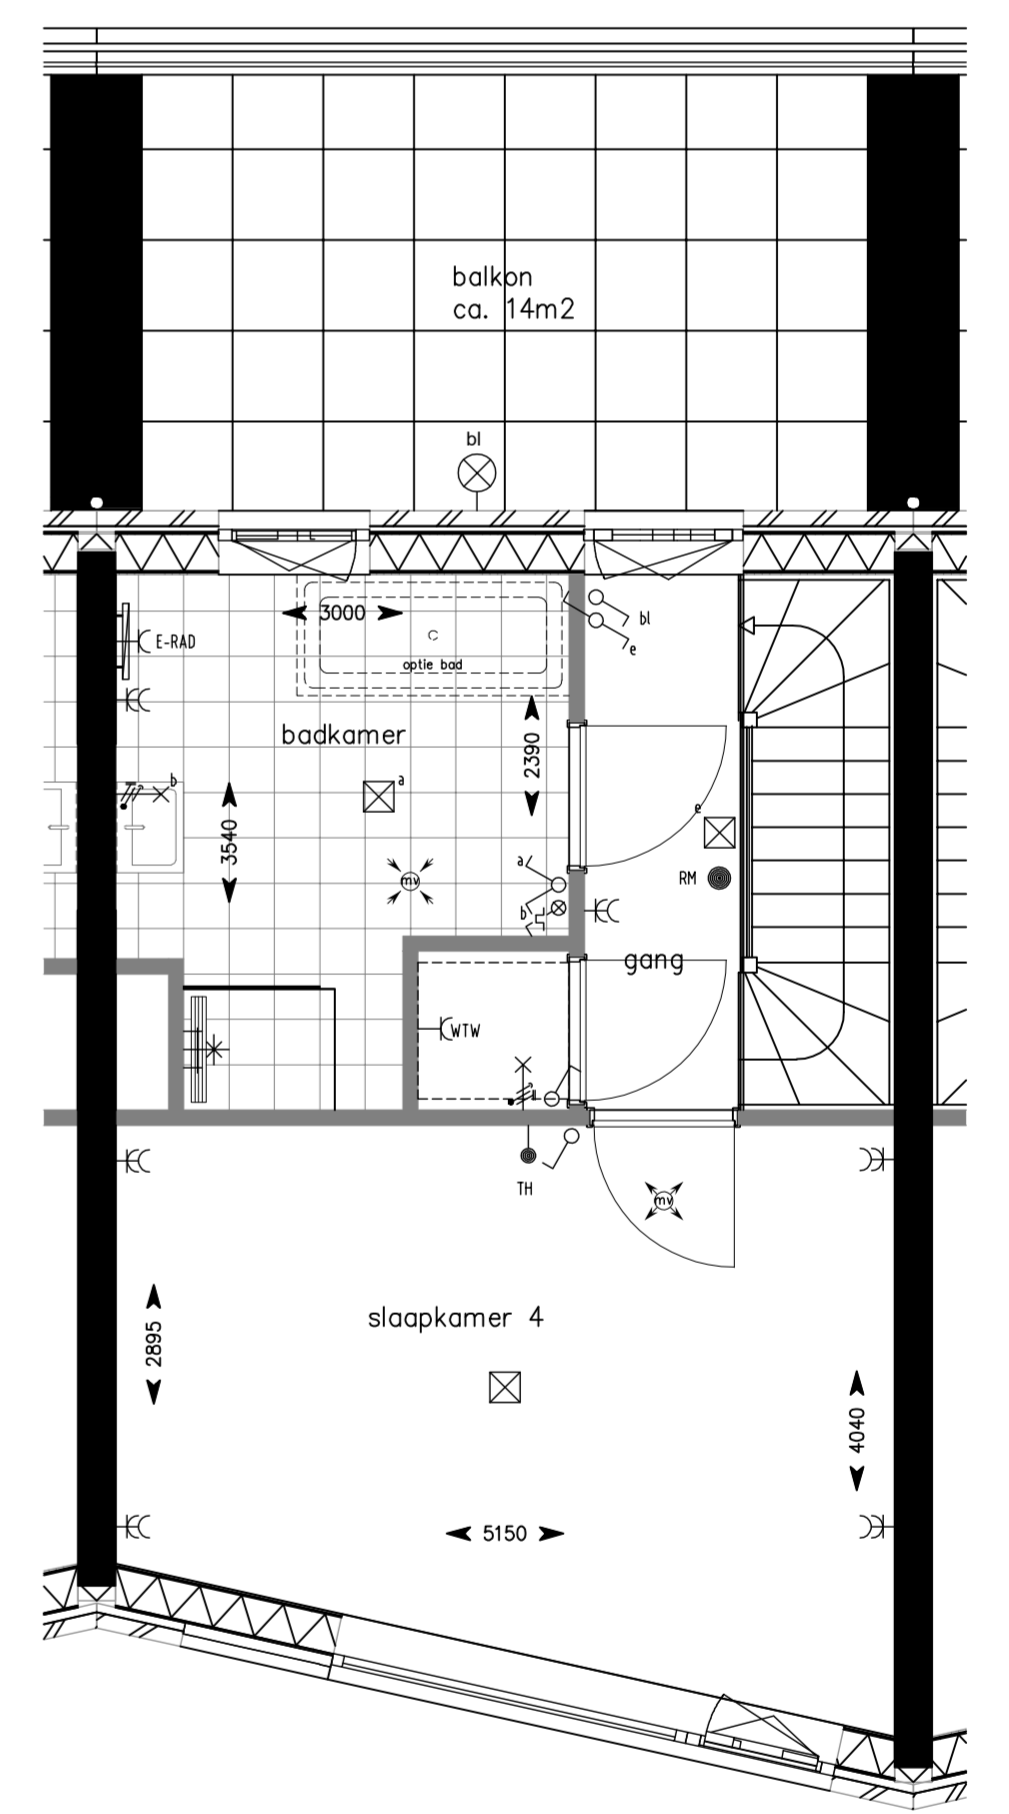 balkon
ca. 14m2
bl
3000
bl
E-RAD
e
optie bad
badkamer
2390
a
b
e
3540
a
mv
RM
b
gang
WTW
TH
mv
2895
slaapkamer 4
4040
5150